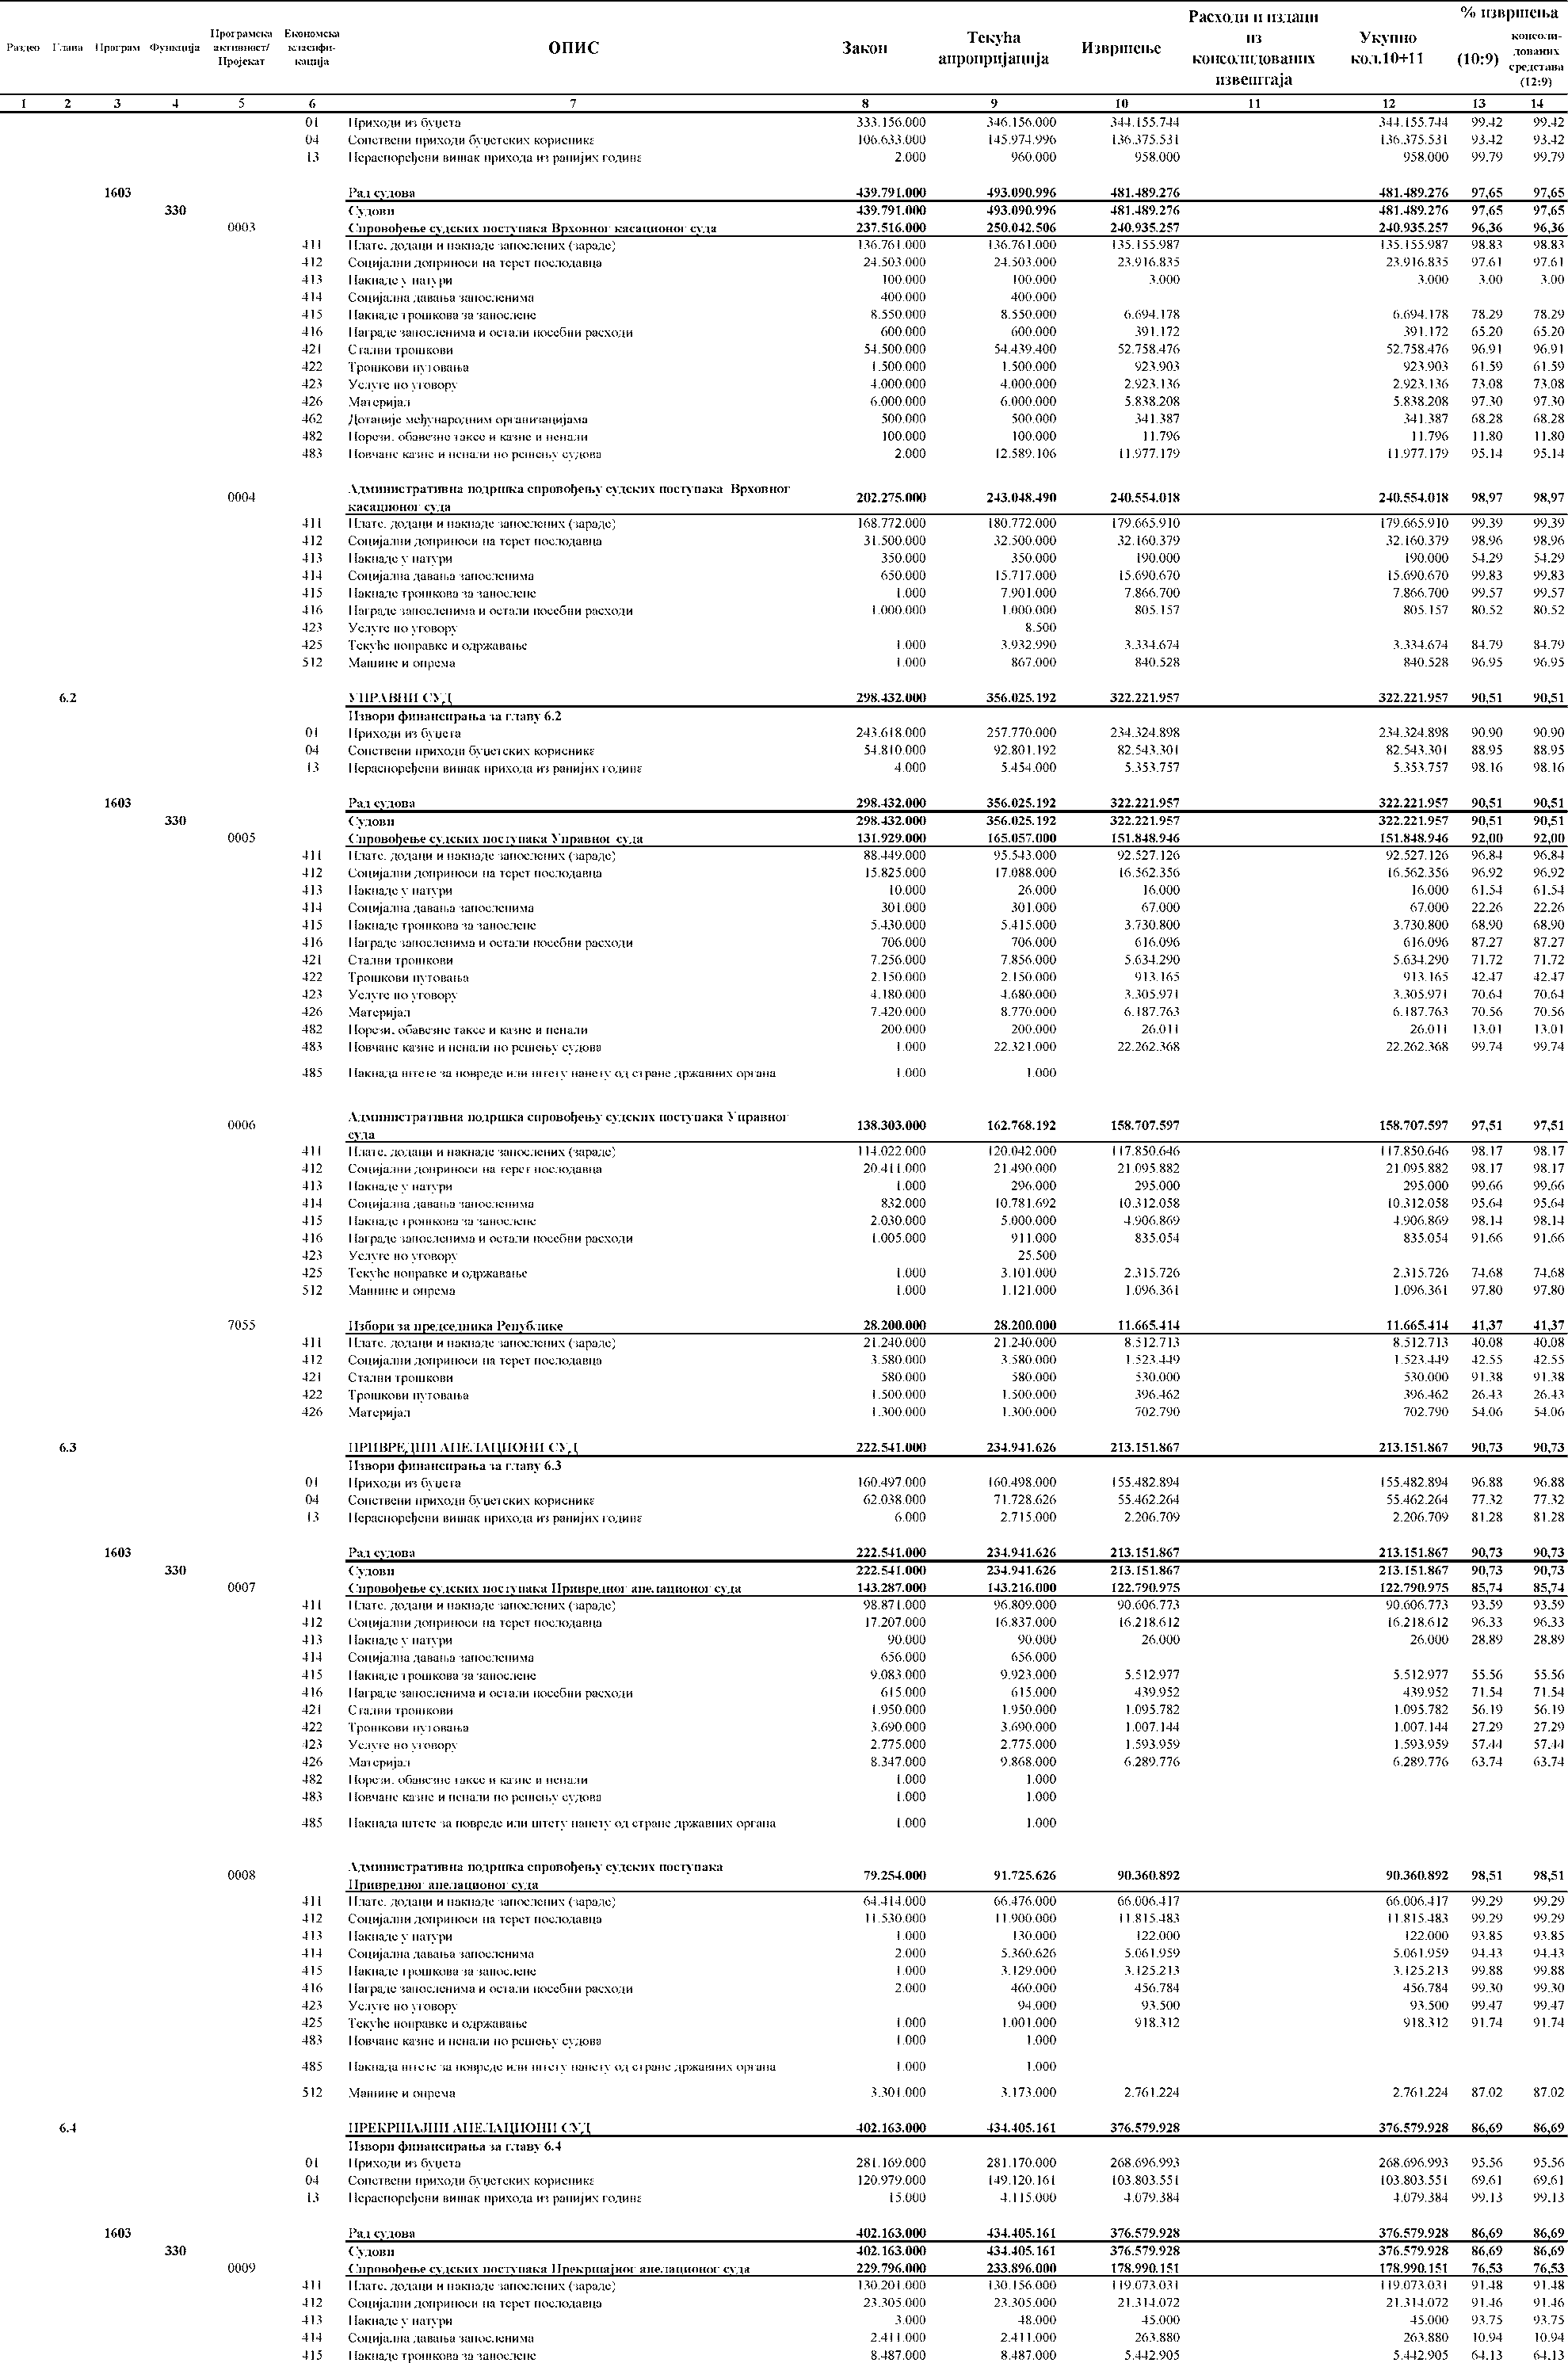 Раздео Глава Програм Функција Програмска активност/ Пројекат Економска класифи- кација ОПИС Закон Текућа апропријација Извршење Расходи и издаци из консолидованих извештаја Укупно кол.10+11 % извршења (10:9) консоли- дованих средстава (12:9)
1 2 3 4 5 6 7 8 9 10 11 12 13 14
01 Приходи из буџета 333.156.000 346.156.000 344.155.744 344.155.744 99.42 99.42
04 Сопствени приходи буџетских корисника 106.633.000 145.974.996 136.375.531 136.375.531 93.42 93.42
13 Нераспоређени вишак прихода из ранијих година 2.000 960.000 958.000 958.000 99.79 99.79
1603 Рад судова 439.791.000 493.090.996 481.489.276 481.489.276 97,65 97,65
330 Судови 439.791.000 493.090.996 481.489.276 481.489.276 97,65 97,65
0003 Спровођење судских поступака Врховног касационог суда 237.516.000 250.042.506 240.935.257 240.935.257 96,36 96,36
411 Плате, додаци и накнаде запослених (зараде) 136.761.000 136.761.000 135.155.987 135.155.987 98.83 98.83
412 Социјални доприноси на терет послодавца 24.503.000 24.503.000 23.916.835 23.916.835 97.61 97.61
413 Накнаде у натури 100.000 100.000 3.000 3.000 3.00 3.00
414 Социјална давања запосленима 400.000 400.000
415 Накнаде трошкова за запослене 8.550.000 8.550.000 6.694.178 6.694.178 78.29 78.29
416 Награде запосленима и остали посебни расходи 600.000 600.000 391.172 391.172 65.20 65.20
421 Стални трошкови 54.500.000 54.439.400 52.758.476 52.758.476 96.91 96.91
422 Трошкови путовања 1.500.000 1.500.000 923.903 923.903 61.59 61.59
423 Услуге по уговору 4.000.000 4.000.000 2.923.136 2.923.136 73.08 73.08
426 Материјал 6.000.000 6.000.000 5.838.208 5.838.208 97.30 97.30
462 Дотације међународним организацијама 500.000 500.000 341.387 341.387 68.28 68.28
482 Порези, обавезне таксе и казне и пенали 100.000 100.000 11.796 11.796 11.80 11.80
483 Новчане казне и пенали по решењу судова 2.000 12.589.106 11.977.179 11.977.179 95.14 95.14
0004 Административна подршка спровођењу судских поступака Врховног касационог суда 202.275.000 243.048.490 240.554.018 240.554.018 98,97 98,97
411 Плате, додаци и накнаде запослених (зараде) 168.772.000 180.772.000 179.665.910 179.665.910 99.39 99.39
412 Социјални доприноси на терет послодавца 31.500.000 32.500.000 32.160.379 32.160.379 98.96 98.96
413 Накнаде у натури 350.000 350.000 190.000 190.000 54.29 54.29
414 Социјална давања запосленима 650.000 15.717.000 15.690.670 15.690.670 99.83 99.83
415 Накнаде трошкова за запослене 1.000 7.901.000 7.866.700 7.866.700 99.57 99.57
416 Награде запосленима и остали посебни расходи 1.000.000 1.000.000 805.157 805.157 80.52 80.52
423 Услуге по уговору 8.500
425 Текуће поправке и одржавање 1.000 3.932.990 3.334.674 3.334.674 84.79 84.79
512 Машине и опрема 1.000 867.000 840.528 840.528 96.95 96.95
6.2 УПРАВНИ СУД 298.432.000 356.025.192 322.221.957 322.221.957 90,51 90,51
Извори финансирања за главу 6.2
01 Приходи из буџета 243.618.000 257.770.000 234.324.898 234.324.898 90.90 90.90
04 Сопствени приходи буџетских корисника 54.810.000 92.801.192 82.543.301 82.543.301 88.95 88.95
13 Нераспоређени вишак прихода из ранијих година 4.000 5.454.000 5.353.757 5.353.757 98.16 98.16
1603 Рад судова 298.432.000 356.025.192 322.221.957 322.221.957 90,51 90,51
330 Судови 298.432.000 356.025.192 322.221.957 322.221.957 90,51 90,51
0005 Спровођење судских поступака Управног суда 131.929.000 165.057.000 151.848.946 151.848.946 92,00 92,00
411 Плате, додаци и накнаде запослених (зараде) 88.449.000 95.543.000 92.527.126 92.527.126 96.84 96.84
412 Социјални доприноси на терет послодавца 15.825.000 17.088.000 16.562.356 16.562.356 96.92 96.92
413 Накнаде у натури 10.000 26.000 16.000 16.000 61.54 61.54
414 Социјална давања запосленима 301.000 301.000 67.000 67.000 22.26 22.26
415 Накнаде трошкова за запослене 5.430.000 5.415.000 3.730.800 3.730.800 68.90 68.90
416 Награде запосленима и остали посебни расходи 706.000 706.000 616.096 616.096 87.27 87.27
421 Стални трошкови 7.256.000 7.856.000 5.634.290 5.634.290 71.72 71.72
422 Трошкови путовања 2.150.000 2.150.000 913.165 913.165 42.47 42.47
423 Услуге по уговору 4.180.000 4.680.000 3.305.971 3.305.971 70.64 70.64
426 Материјал 7.420.000 8.770.000 6.187.763 6.187.763 70.56 70.56
482 Порези, обавезне таксе и казне и пенали 200.000 200.000 26.011 26.011 13.01 13.01
483 Новчане казне и пенали по решењу судова 1.000 22.321.000 22.262.368 22.262.368 99.74 99.74
485 Накнада штете за повреде или штету нанету од стране државних органа 1.000 1.000
0006 Административна подршка спровођењу судских поступака Управног суда 138.303.000 162.768.192 158.707.597 158.707.597 97,51 97,51
411 Плате, додаци и накнаде запослених (зараде) 114.022.000 120.042.000 117.850.646 117.850.646 98.17 98.17
412 Социјални доприноси на терет послодавца 20.411.000 21.490.000 21.095.882 21.095.882 98.17 98.17
413 Накнаде у натури 1.000 296.000 295.000 295.000 99.66 99.66
414 Социјална давања запосленима 832.000 10.781.692 10.312.058 10.312.058 95.64 95.64
415 Накнаде трошкова за запослене 2.030.000 5.000.000 4.906.869 4.906.869 98.14 98.14
416 Награде запосленима и остали посебни расходи 1.005.000 911.000 835.054 835.054 91.66 91.66
423 Услуге по уговору 25.500
425 Текуће поправке и одржавање 1.000 3.101.000 2.315.726 2.315.726 74.68 74.68
512 Машине и опрема 1.000 1.121.000 1.096.361 1.096.361 97.80 97.80
7055 Избори за председника Републике 28.200.000 28.200.000 11.665.414 11.665.414 41,37 41,37
411 Плате, додаци и накнаде запослених (зараде) 21.240.000 21.240.000 8.512.713 8.512.713 40.08 40.08
412 Социјални доприноси на терет послодавца 3.580.000 3.580.000 1.523.449 1.523.449 42.55 42.55
421 Стални трошкови 580.000 580.000 530.000 530.000 91.38 91.38
422 Трошкови путовања 1.500.000 1.500.000 396.462 396.462 26.43 26.43
426 Материјал 1.300.000 1.300.000 702.790 702.790 54.06 54.06
6.3 ПРИВРЕДНИ АПЕЛАЦИОНИ СУД 222.541.000 234.941.626 213.151.867 213.151.867 90,73 90,73
Извори финансирања за главу 6.3
01 Приходи из буџета 160.497.000 160.498.000 155.482.894 155.482.894 96.88 96.88
04 Сопствени приходи буџетских корисника 62.038.000 71.728.626 55.462.264 55.462.264 77.32 77.32
13 Нераспоређени вишак прихода из ранијих година 6.000 2.715.000 2.206.709 2.206.709 81.28 81.28
1603 Рад судова 222.541.000 234.941.626 213.151.867 213.151.867 90,73 90,73
330 Судови 222.541.000 234.941.626 213.151.867 213.151.867 90,73 90,73
0007 Спровођење судских поступака Привредног апелационог суда 143.287.000 143.216.000 122.790.975 122.790.975 85,74 85,74
411 Плате, додаци и накнаде запослених (зараде) 98.871.000 96.809.000 90.606.773 90.606.773 93.59 93.59
412 Социјални доприноси на терет послодавца 17.207.000 16.837.000 16.218.612 16.218.612 96.33 96.33
413 Накнаде у натури 90.000 90.000 26.000 26.000 28.89 28.89
414 Социјална давања запосленима 656.000 656.000
415 Накнаде трошкова за запослене 9.083.000 9.923.000 5.512.977 5.512.977 55.56 55.56
416 Награде запосленима и остали посебни расходи 615.000 615.000 439.952 439.952 71.54 71.54
421 Стални трошкови 1.950.000 1.950.000 1.095.782 1.095.782 56.19 56.19
422 Трошкови путовања 3.690.000 3.690.000 1.007.144 1.007.144 27.29 27.29
423 Услуге по уговору 2.775.000 2.775.000 1.593.959 1.593.959 57.44 57.44
426 Материјал 8.347.000 9.868.000 6.289.776 6.289.776 63.74 63.74
482 Порези, обавезне таксе и казне и пенали 1.000 1.000
483 Новчане казне и пенали по решењу судова 1.000 1.000
485 Накнада штете за повреде или штету нанету од стране државних органа 1.000 1.000
0008 Административна подршка спровођењу судских поступака Привредног апелационог суда 79.254.000 91.725.626 90.360.892 90.360.892 98,51 98,51
411 Плате, додаци и накнаде запослених (зараде) 64.414.000 66.476.000 66.006.417 66.006.417 99.29 99.29
412 Социјални доприноси на терет послодавца 11.530.000 11.900.000 11.815.483 11.815.483 99.29 99.29
413 Накнаде у натури 1.000 130.000 122.000 122.000 93.85 93.85
414 Социјална давања запосленима 2.000 5.360.626 5.061.959 5.061.959 94.43 94.43
415 Накнаде трошкова за запослене 1.000 3.129.000 3.125.213 3.125.213 99.88 99.88
416 Награде запосленима и остали посебни расходи 2.000 460.000 456.784 456.784 99.30 99.30
423 Услуге по уговору 94.000 93.500 93.500 99.47 99.47
425 Текуће поправке и одржавање 1.000 1.001.000 918.312 918.312 91.74 91.74
483 Новчане казне и пенали по решењу судова 1.000 1.000
485 Накнада штете за повреде или штету нанету од стране државних органа 1.000 1.000
512 Машине и опрема 3.301.000 3.173.000 2.761.224 2.761.224 87.02 87.02
6.4 ПРЕКРШАЈНИ АПЕЛАЦИОНИ СУД 402.163.000 434.405.161 376.579.928 376.579.928 86,69 86,69
Извори финансирања за главу 6.4
01 Приходи из буџета 281.169.000 281.170.000 268.696.993 268.696.993 95.56 95.56
04 Сопствени приходи буџетских корисника 120.979.000 149.120.161 103.803.551 103.803.551 69.61 69.61
13 Нераспоређени вишак прихода из ранијих година 15.000 4.115.000 4.079.384 4.079.384 99.13 99.13
1603 Рад судова 402.163.000 434.405.161 376.579.928 376.579.928 86,69 86,69
330 Судови 402.163.000 434.405.161 376.579.928 376.579.928 86,69 86,69
0009 Спровођење судских поступака Прекршајног апелационог суда 229.796.000 233.896.000 178.990.151 178.990.151 76,53 76,53
411 Плате, додаци и накнаде запослених (зараде) 130.201.000 130.156.000 119.073.031 119.073.031 91.48 91.48
412 Социјални доприноси на терет послодавца 23.305.000 23.305.000 21.314.072 21.314.072 91.46 91.46
413 Накнаде у натури 3.000 48.000 45.000 45.000 93.75 93.75
414 Социјална давања запосленима 2.411.000 2.411.000 263.880 263.880 10.94 10.94
415 Накнаде трошкова за запослене 8.487.000 8.487.000 5.442.905 5.442.905 64.13 64.13